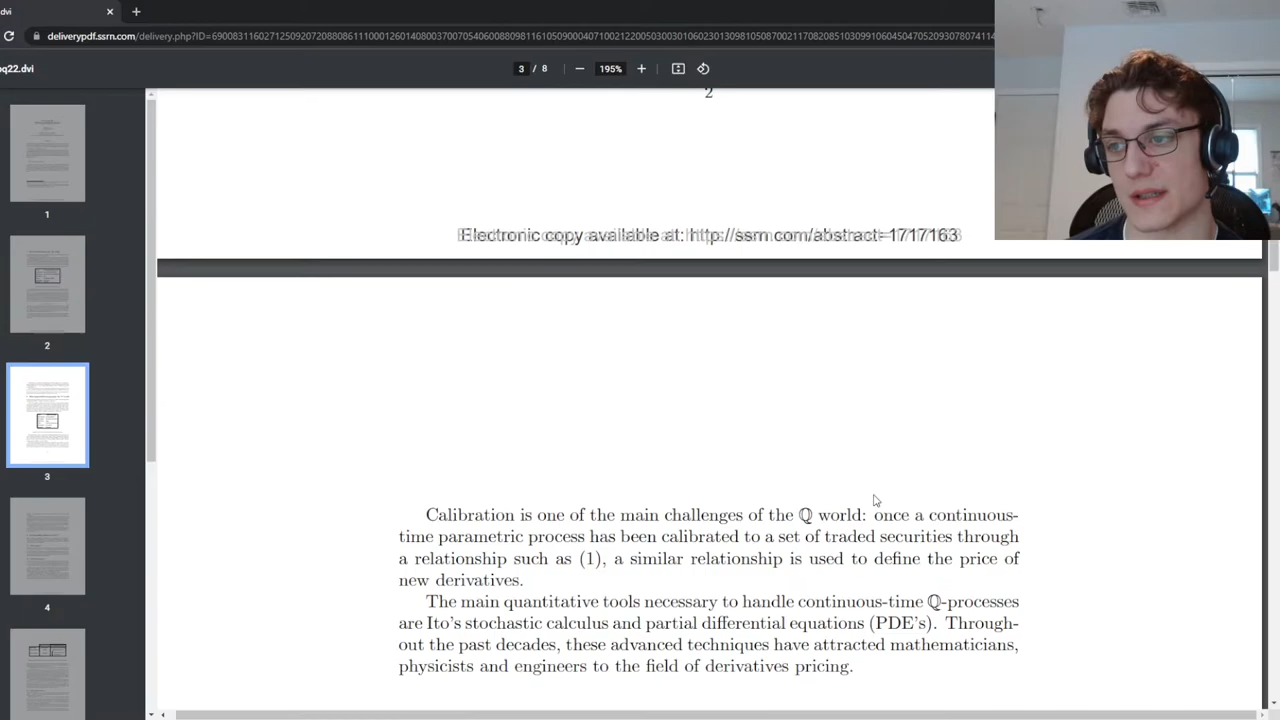 dvi
deliverypdf.ssrn.com/delivery.php?ID=
pq22.dvi
3 / 8
195%
1
2
3
4
2
Electronic copy available at: http://ssrn.com/abstract=1717163
Calibration is one of the main challenges of the ℚ world: once a continuous-
time parametric process has been calibrated to a set of traded securities through
a relationship such as (1), a similar relationship is used to define the price of
new derivatives.
The main quantitative tools necessary to handle continuous-time ℚ-processes
are Ito's stochastic calculus and partial differential equations (PDE's). Through-
out the past decades, these advanced techniques have attracted mathematicians,
physicists and engineers to the field of derivatives pricing.